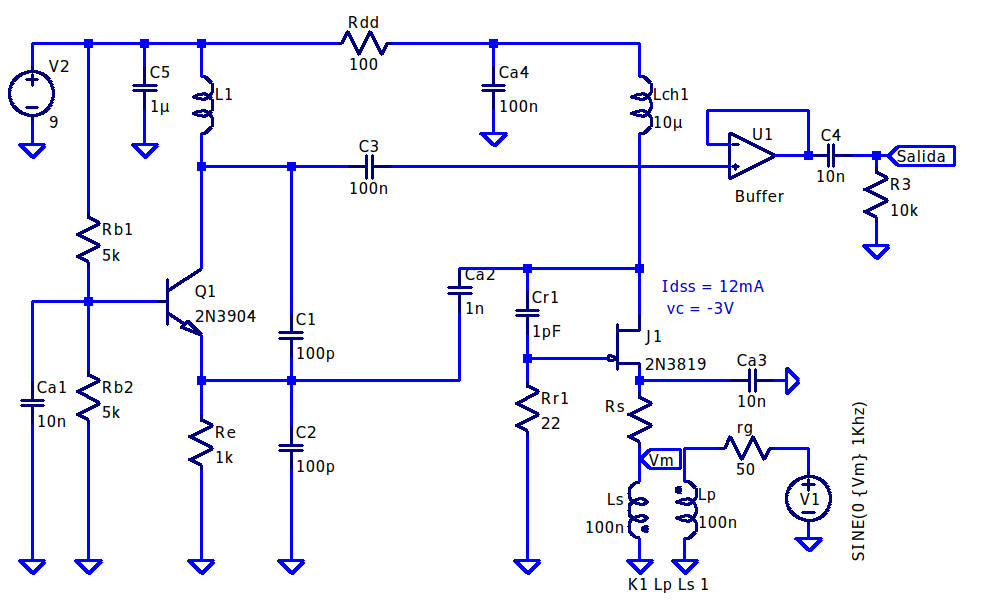 Rdd
100
V2
9
C5
1µ
L1
Ca4
100n
Lch1
10µ
U1
Buffer
C4
10n
Salida
R3
10k
C3
100n
Rb1
5k
Q1
2N3904
Ca2
1n
Cr1
1pF
Idss = 12mA
vc = -3V
J1
2N3819
C1
100p
Ca1
10n
Rb2
5k
Re
1k
C2
100p
Rr1
22
Rs
Ca3
10n
Vm
rg
50
V1
SINE(0 {Vm} 1Khz)
Ls
100n
Lp
100n
K1 Lp Ls 1